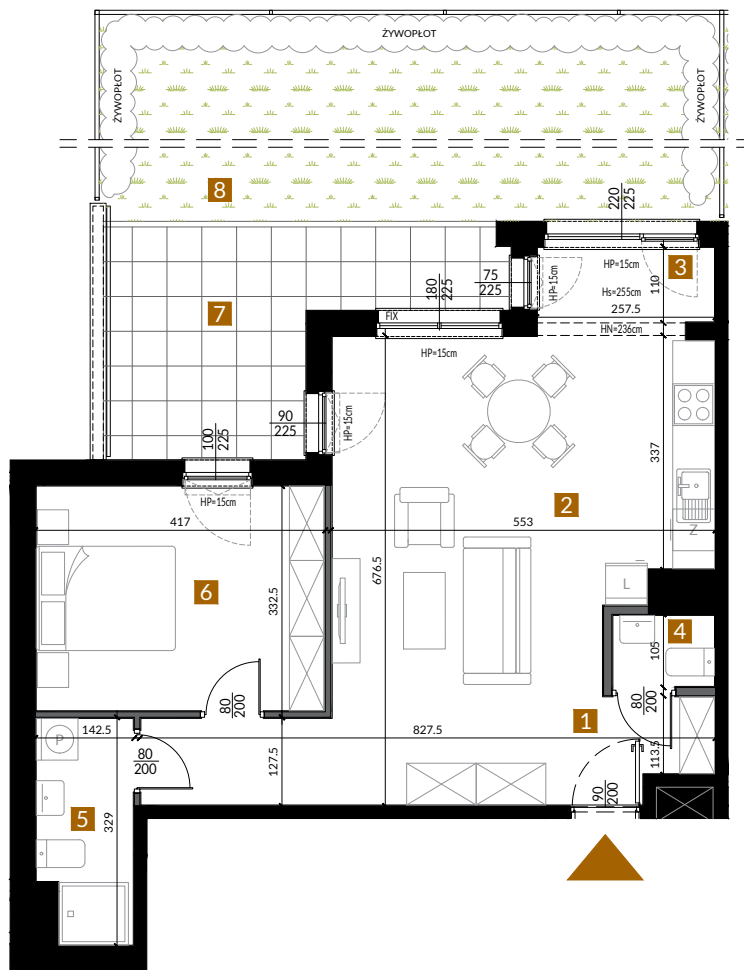 ŻYWOPŁOT
ŻYWOPŁOT
ŻYWOPŁOT
8
220
225
HP=15cm
3
110
75
225
HP=15cm
Hs=255cm
180
225
257.5
7
FIX
HN=236cm
HP=15cm
90
225
HP=15cm
100
225
337
HP=15cm
2
417
553
Z
676.5
6
332.5
L
4
105
80
200
80
200
1
142.5
P
827.5
80
200
127.5
113.5
90
200
5
329